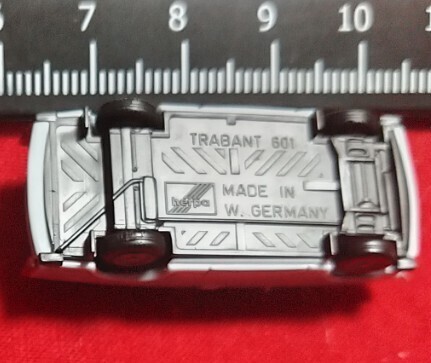 7 8 9 10
TRABANT 601
herpa
MADE IN
W. GERMANY